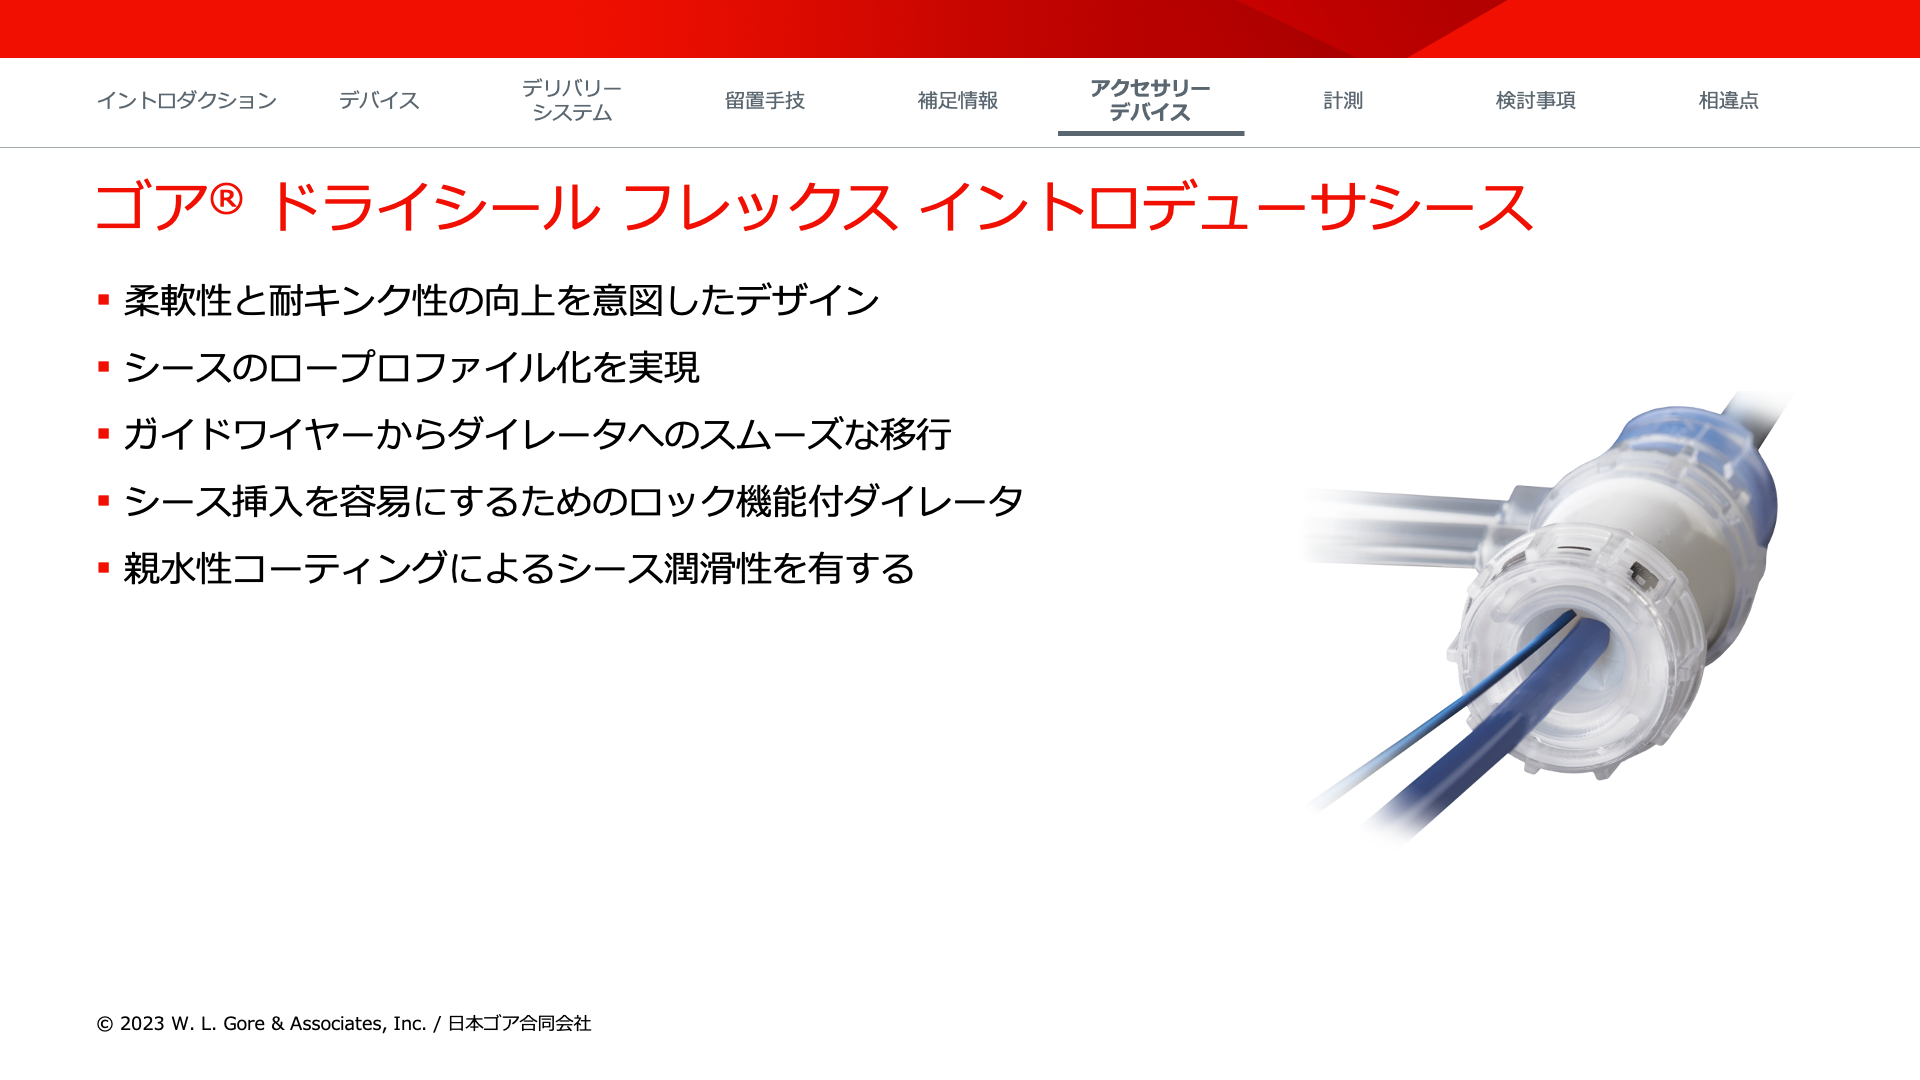 イントロダクション
デバイス
デリバリー
システム
留置手技
補足情報
アクセサリー
デバイス
計測
検討事項
相違点
ゴア® ドライシール フレックス イントロデューサシース
▪ 柔軟性と耐キンク性の向上を意図したデザイン
▪ シースのロープロファイル化を実現
▪ ガイドワイヤーからダイレータへのスムーズな移行
▪ シース挿入を容易にするためのロック機能付ダイレータ
▪ 親水性コーティングによるシース潤滑性を有する
© 2023 W. L. Gore & Associates, Inc. / 日本ゴア合同会社